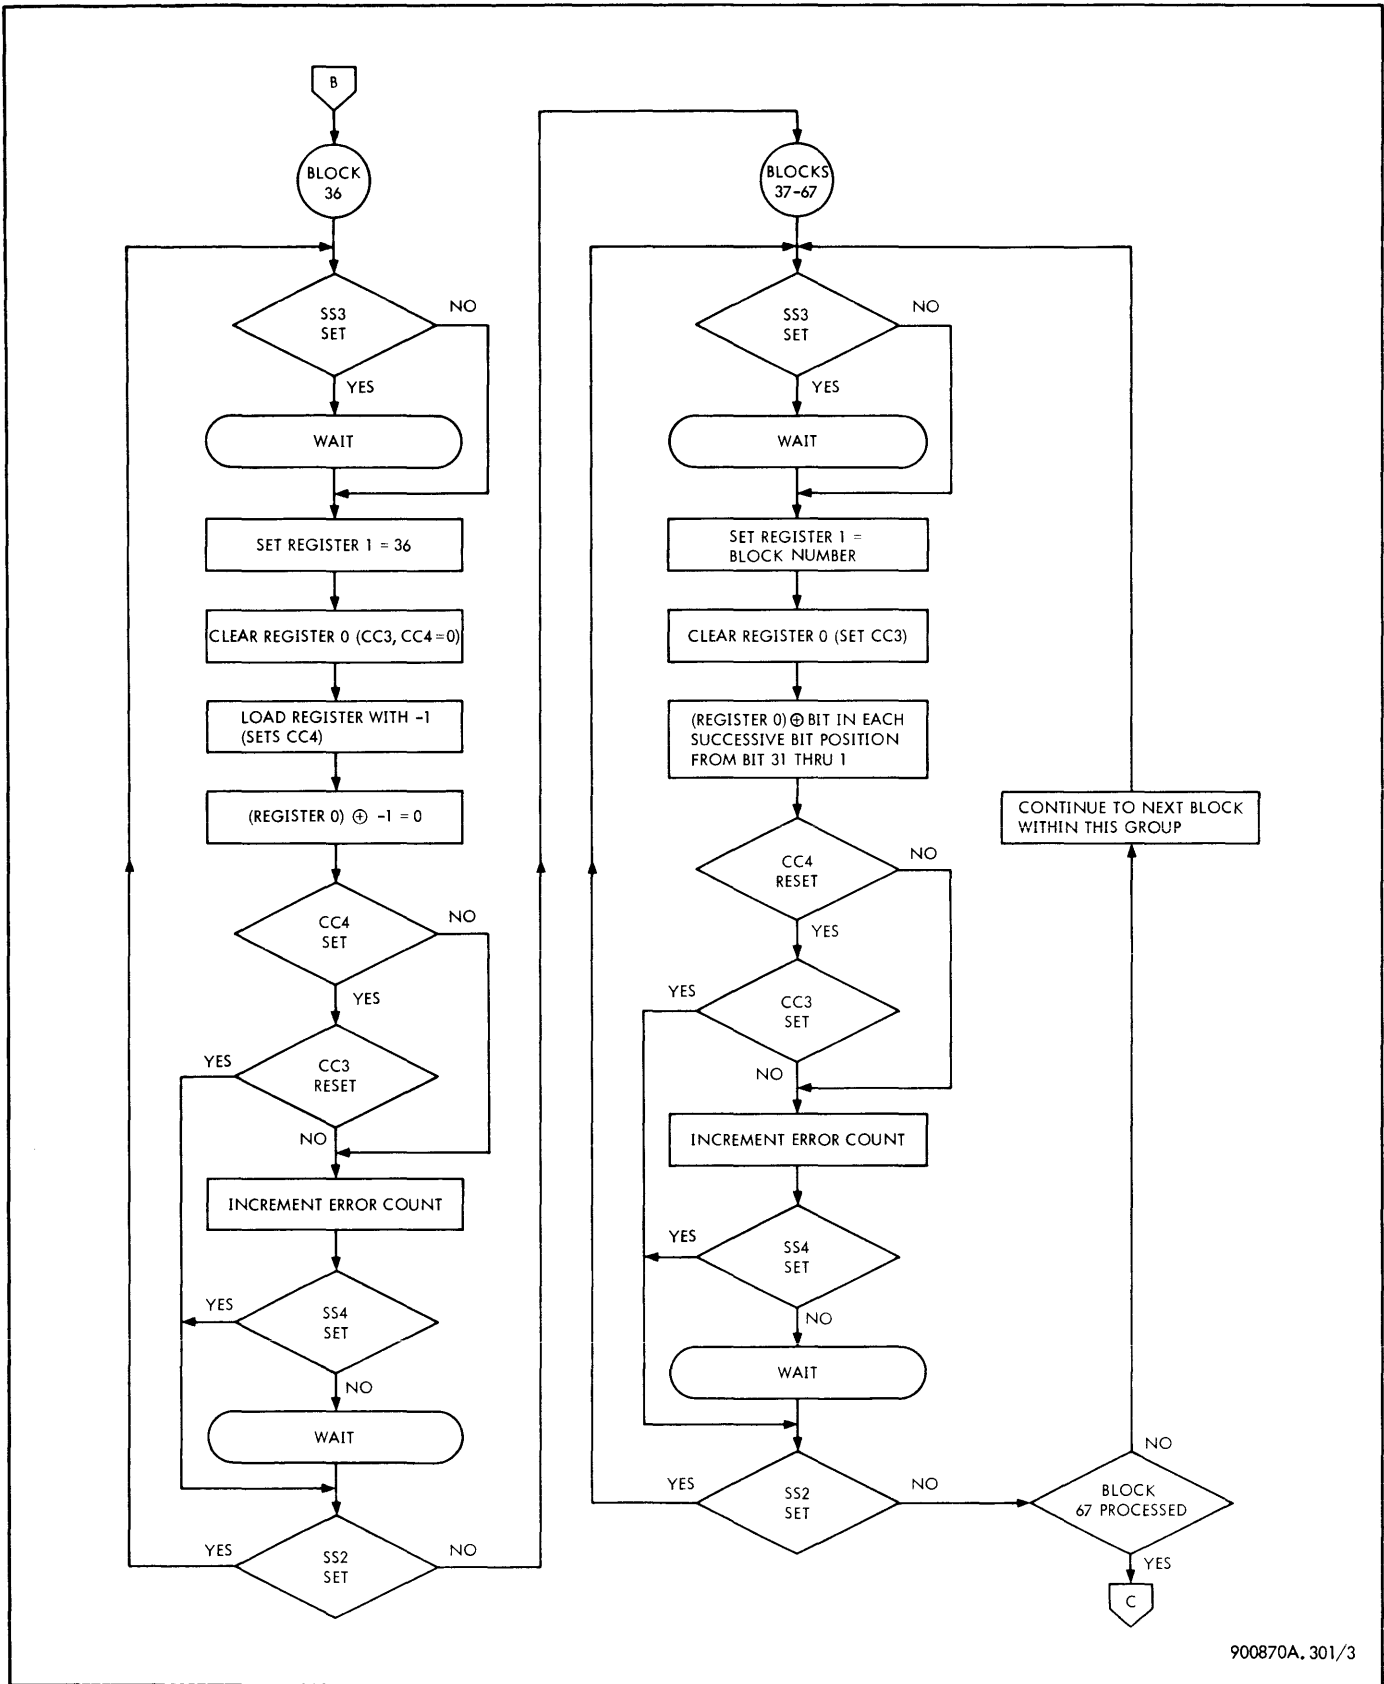 B
BLOCK
36
SS3
SET
NO
YES
WAIT
SET REGISTER 1 = 36
CLEAR REGISTER 0 (CC3, CC4=0)
LOAD REGISTER WITH -1
(SETS CC4)
(REGISTER 0) ⊕ -1 = 0
CC4
SET
NO
YES
CC3
RESET
YES
NO
INCREMENT ERROR COUNT
SS4
SET
YES
NO
WAIT
SS2
SET
YES
NO
BLOCKS
37-67
SS3
SET
NO
YES
WAIT
SET REGISTER 1 =
BLOCK NUMBER
CLEAR REGISTER 0 (SET CC3)
(REGISTER 0) ⊕ BIT IN EACH
SUCCESSIVE BIT POSITION
FROM BIT 31 THRU 1
CC4
RESET
NO
YES
CC3
SET
YES
NO
INCREMENT ERROR COUNT
SS4
SET
YES
NO
WAIT
SS2
SET
YES
NO
CONTINUE TO NEXT BLOCK
WITHIN THIS GROUP
NO
BLOCK
67 PROCESSED
YES
C
900870A. 301/3